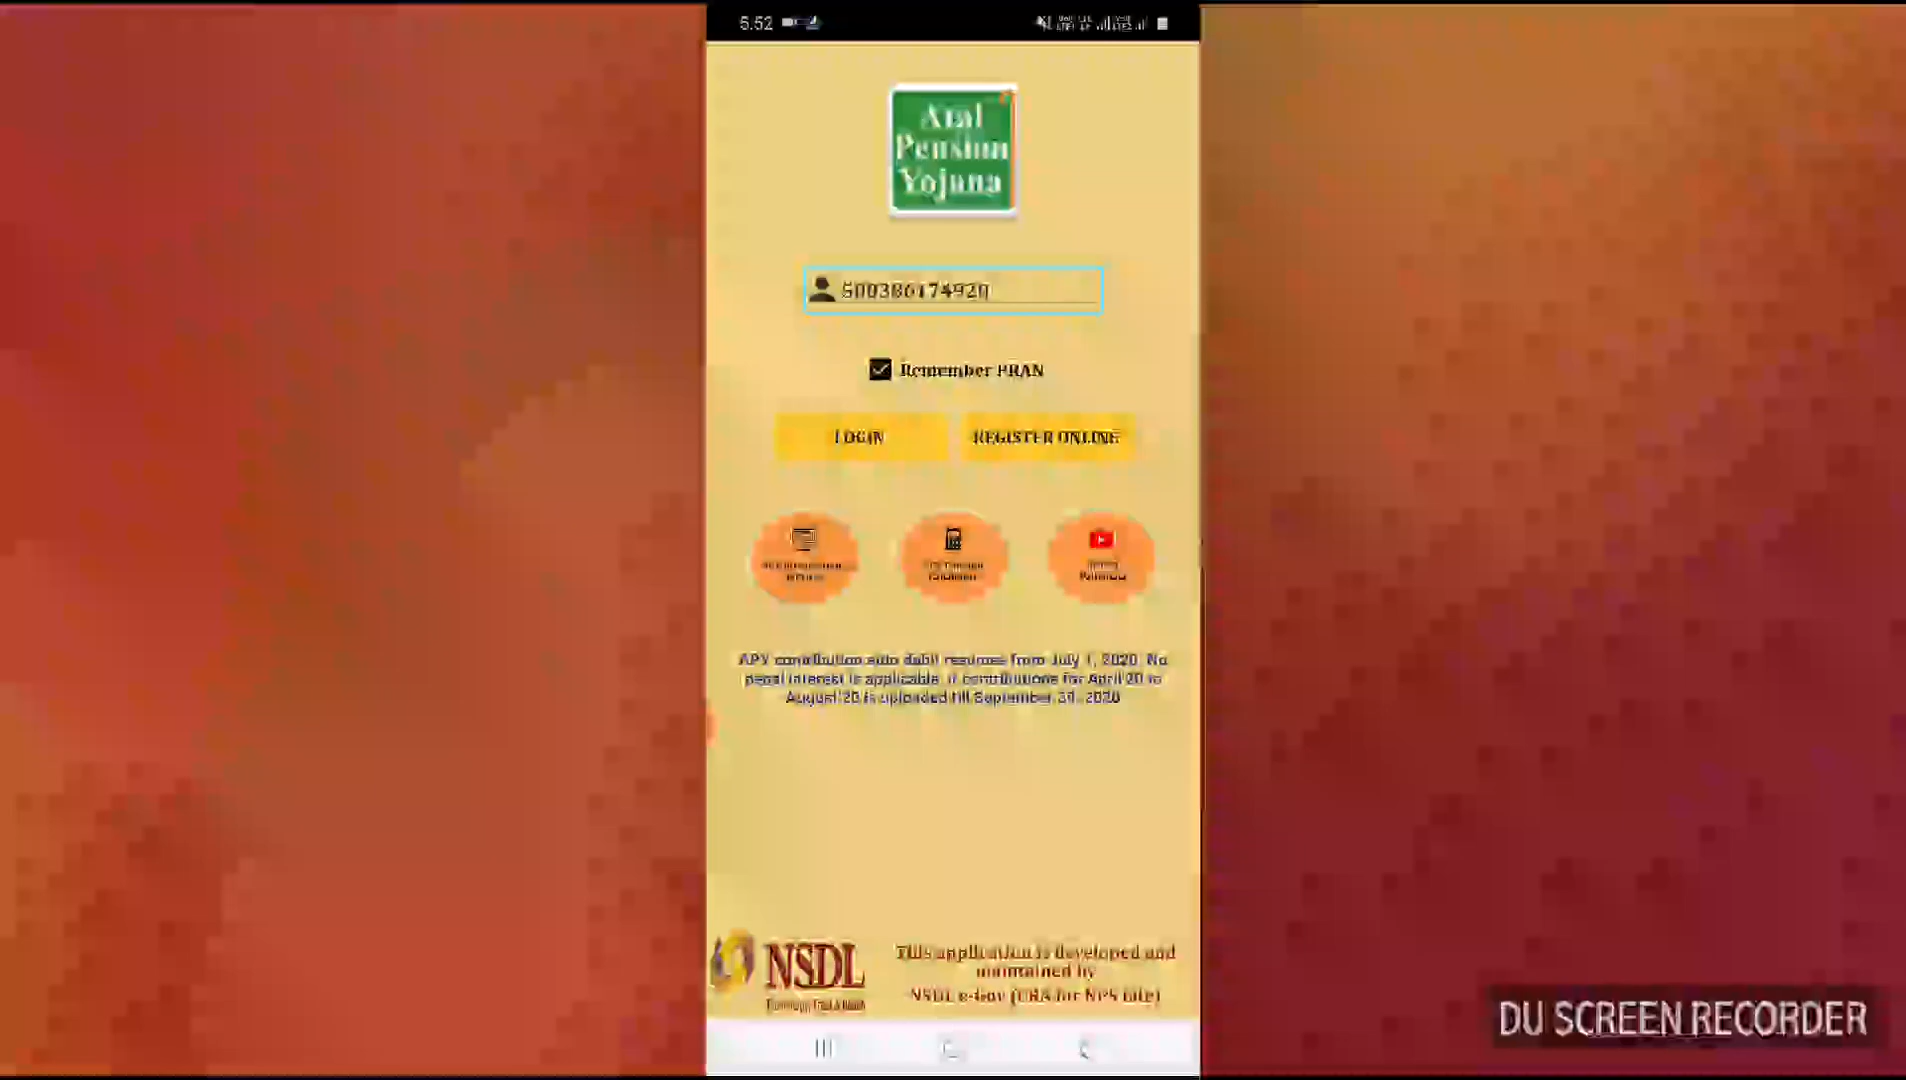 5.52
Atal
Pension
Yojana
500386174920
Remember PRAN
LOGIN
REGISTER ONLINE
APY contribution auto debit resumes from July 1, 2020. No
penal interest is applicable, if contributions for April'20 to
August'20 is uploaded till September 30, 2020
NSDL
This application is developed and
maintained by
NSDL e-Gov (CRA for NPS Lite)
DU SCREEN RECORDER